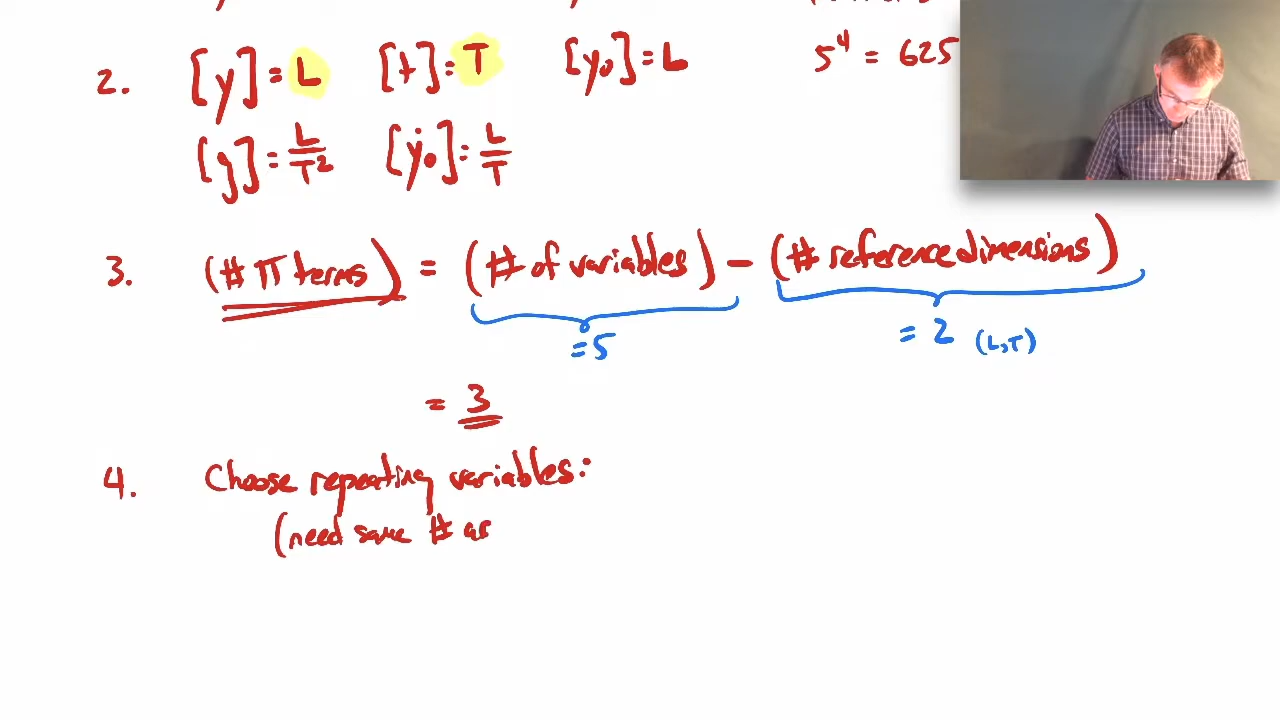 2. [y] = L [t] = T [y₀] = L 5⁴ = 625
[g] = L/T² [ẏ₀] = L/T
3. (# π terms) = (# of variables) − (# reference dimensions)
= 5 = 2 (L,T)
= 3
4. Choose repeating variables:
(need same # as